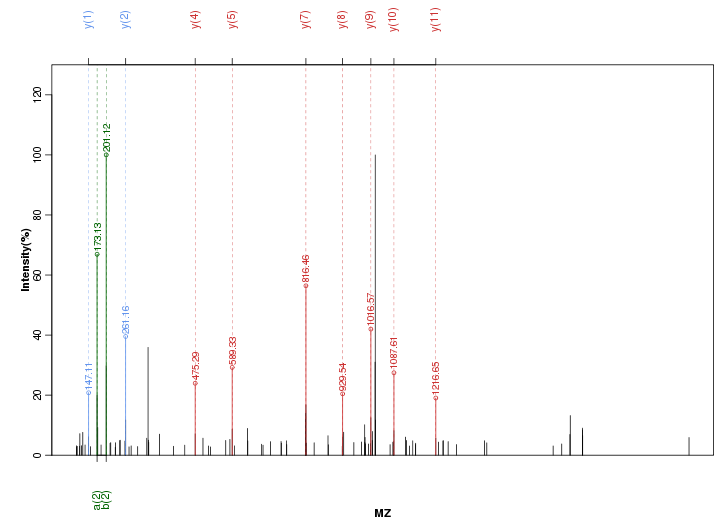 y(1) y(2) y(4) y(5) y(7) y(8) y(9) y(10) y(11)
Intensity(%)
0 20 40 60 80 100 120
147.11 173.13 201.12 261.16 475.29 589.33 816.46 929.54 1016.57 1087.61 1216.65
a(2) b(2)
MZ